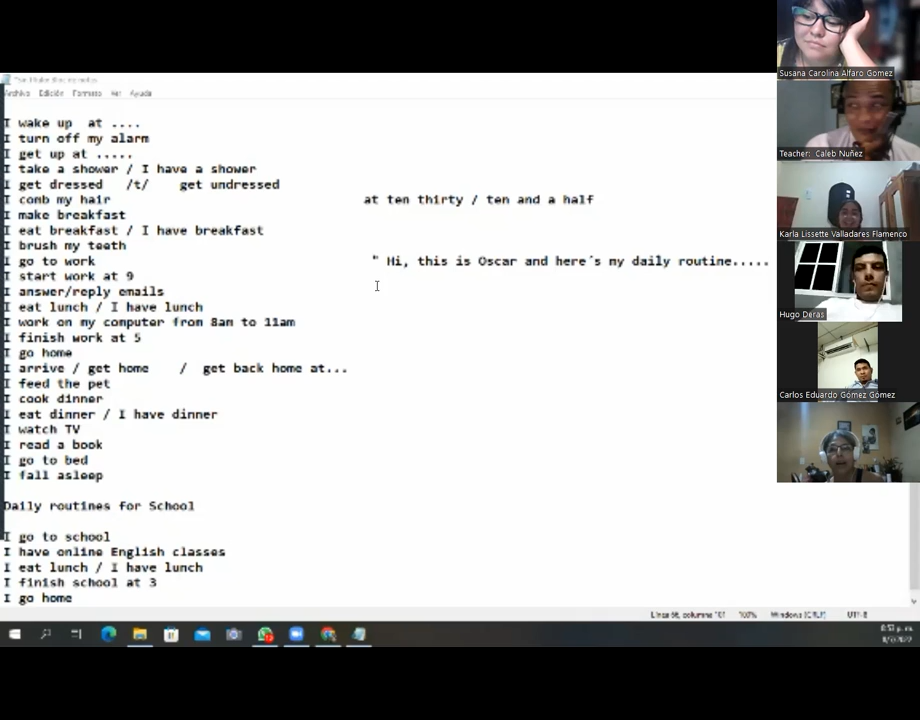 Archivo Edición Formato Ver Ayuda
I wake up at ....
I turn off my alarm
I get up at .....
I take a shower / I have a shower
I get dressed /t/ get undressed
I comb my hair at ten thirty / ten and a half
I make breakfast
I eat breakfast / I have breakfast
I brush my teeth
I go to work " Hi, this is Oscar and here´s my daily routine.....
I start work at 9
I answer/reply emails
I eat lunch / I have lunch
I work on my computer from 8am to 11am
I finish work at 5
I go home
I arrive / get home / get back home at...
I feed the pet
I cook dinner
I eat dinner / I have dinner
I watch TV
I read a book
I go to bed
I fall asleep
Daily routines for School
I go to school
I have online English classes
I eat lunch / I have lunch
I finish school at 3
I go home
100% Windows (CRLF) UTF-8
Susana Carolina Alfaro Gomez
Teacher: Caleb Nuñez
Karla Lissette Valladares Flamenco
Hugo Deras
Carlos Eduardo Gómez Gómez